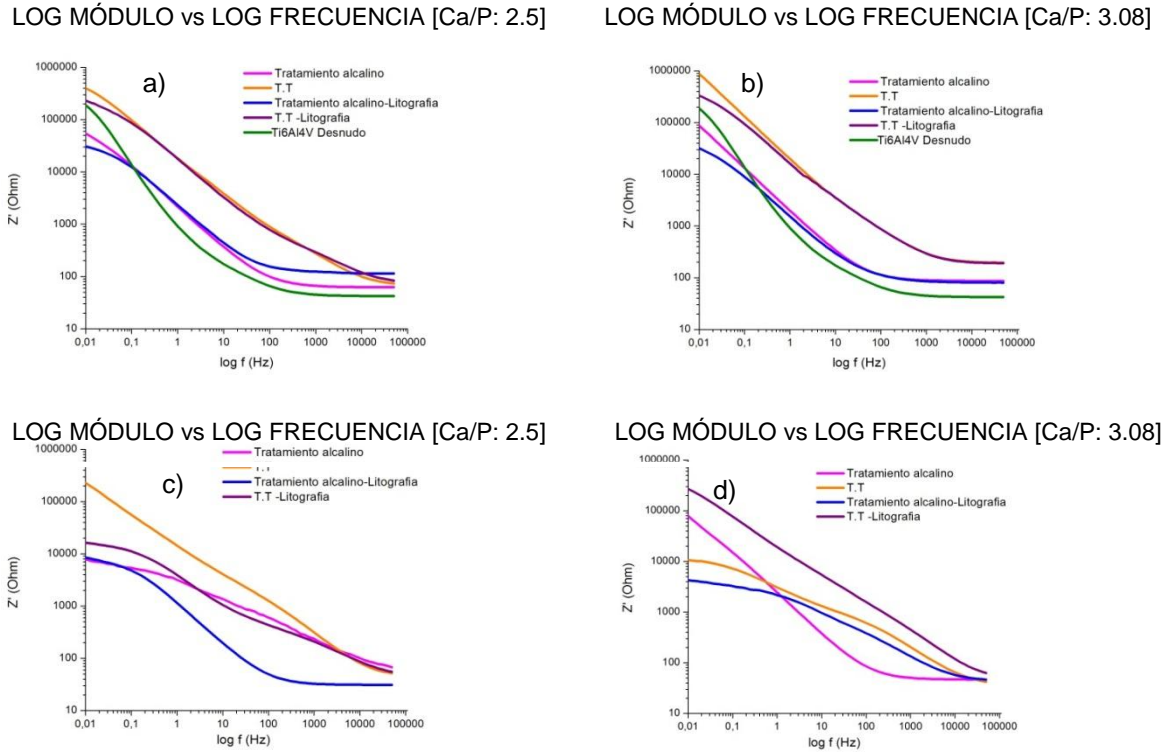 LOG MÓDULO vs LOG FRECUENCIA [Ca/P: 2.5]
LOG MÓDULO vs LOG FRECUENCIA [Ca/P: 3.08]
a)
Tratamiento alcalino
T.T
Tratamiento alcalino-Litografia
T.T -Litografia
Ti6Al4V Desnudo
1000000
100000
10000
1000
100
10
Z' (Ohm)
0,01 0,1 1 10 100 1000 10000 100000
log f (Hz)
b)
Tratamiento alcalino
T.T
Tratamiento alcalino-Litografia
T.T -Litografia
Ti6Al4V Desnudo
1000000
100000
10000
1000
100
10
Z' (Ohm)
0,01 0,1 1 10 100 1000 10000 100000
log f (Hz)
LOG MÓDULO vs LOG FRECUENCIA [Ca/P: 2.5]
LOG MÓDULO vs LOG FRECUENCIA [Ca/P: 3.08]
c)
Tratamiento alcalino
Tratamiento alcalino-Litografia
T.T -Litografia
1000000
100000
10000
1000
100
10
Z' (Ohm)
0,01 0,1 1 10 100 1000 10000 100000
log f (Hz)
d)
Tratamiento alcalino
T.T
Tratamiento alcalino-Litografia
T.T -Litografia
1000000
100000
10000
1000
100
10
Z' (Ohm)
0,01 0,1 1 10 100 1000 10000 100000
log f (Hz)